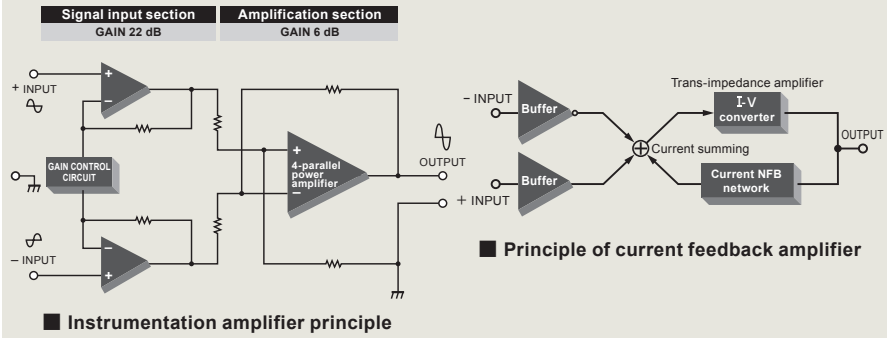 Signal input section
GAIN 22 dB
Amplification section
GAIN 6 dB
+ INPUT
+
−
GAIN CONTROL
CIRCUIT
− INPUT
−
+
+
4-parallel
power
amplifier
−
OUTPUT
Instrumentation amplifier principle
− INPUT
Buffer
+ INPUT
Buffer
Current summing
Trans-impedance amplifier
I-V
converter
Current NFB
network
OUTPUT
Principle of current feedback amplifier